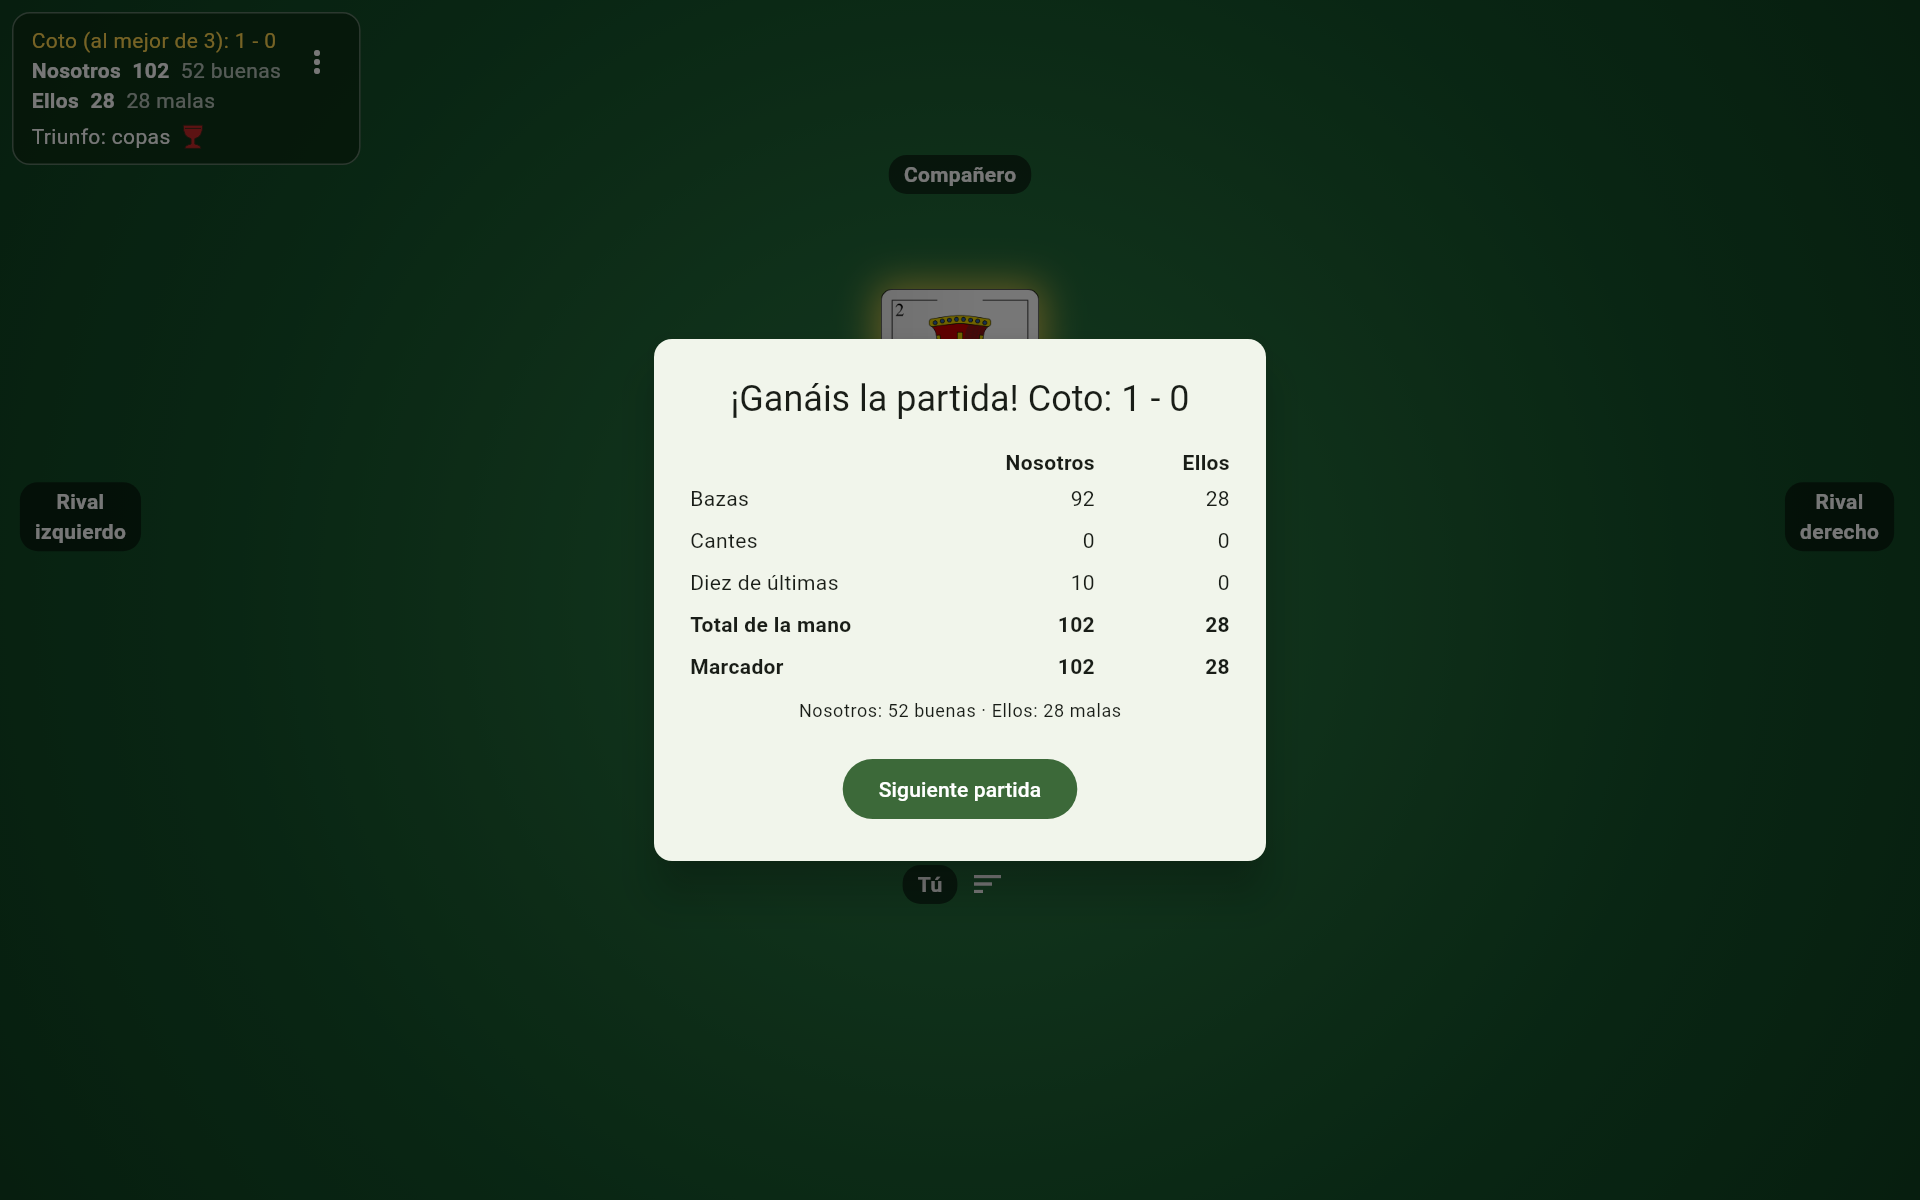 Coto (al mejor de 3): 1 - 0
Nosotros 102 52 buenas
Ellos 28 28 malas
Triunfo: copas
Compañero
2
¡Ganáis la partida! Coto: 1 - 0
Nosotros Ellos
Bazas 92 28
Cantes 0 0
Diez de últimas 10 0
Total de la mano 102 28
Marcador 102 28
Nosotros: 52 buenas · Ellos: 28 malas
Siguiente partida
Rival
izquierdo
Rival
derecho
Tú